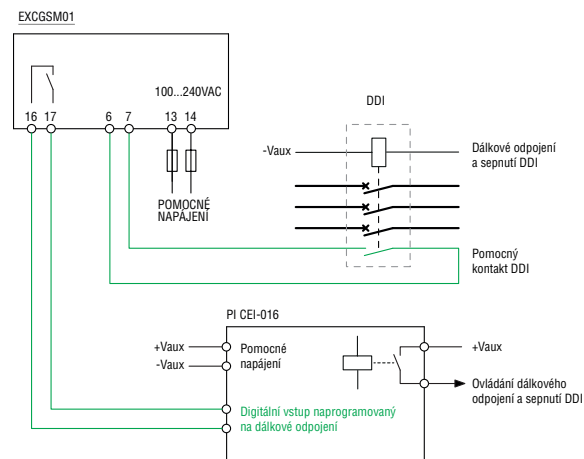 EXCGSM01
100...240VAC
16 17 6 7 13 14
POMOCNÉ
NAPÁJENÍ
DDI
-Vaux
Dálkové odpojení
a sepnutí DDI
Pomocný
kontakt DDI
PI CEI-016
+Vaux
-Vaux
Pomocné
napájení
+Vaux
Ovládání dálkového
odpojení a sepnutí DDI
Digitální vstup naprogramovaný
na dálkové odpojení